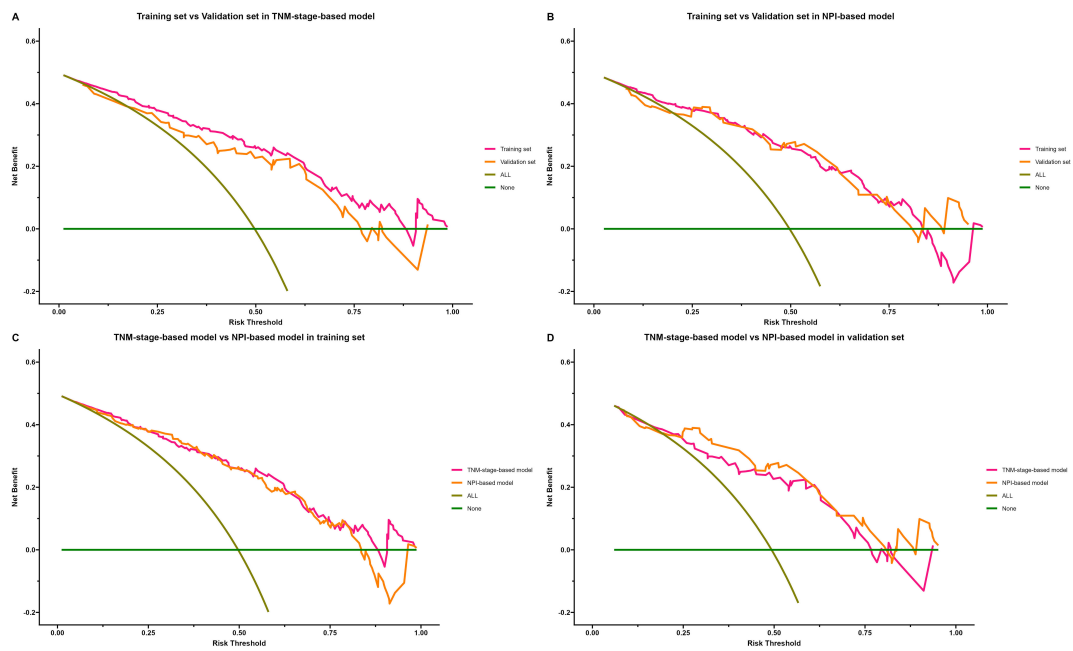 A
Training set vs Validation set in TNM-stage-based model
0.6
0.4
0.2
0.0
-0.2
Net Benefit
0.00
0.25
0.50
0.75
1.00
Risk Threshold
Training set
Validation set
ALL
None
B
Training set vs Validation set in NPI-based model
0.6
0.4
0.2
0.0
-0.2
Net Benefit
0.00
0.25
0.50
0.75
1.00
Risk Threshold
Training set
Validation set
ALL
None
C
TNM-stage-based model vs NPI-based model in training set
0.6
0.4
0.2
0.0
-0.2
Net Benefit
0.00
0.25
0.50
0.75
1.00
Risk Threshold
TNM-stage-based model
NPI-based model
ALL
None
D
TNM-stage-based model vs NPI-based model in validation set
0.6
0.4
0.2
0.0
-0.2
Net Benefit
0.00
0.25
0.50
0.75
1.00
Risk Threshold
TNM-stage-based model
NPI-based model
ALL
None